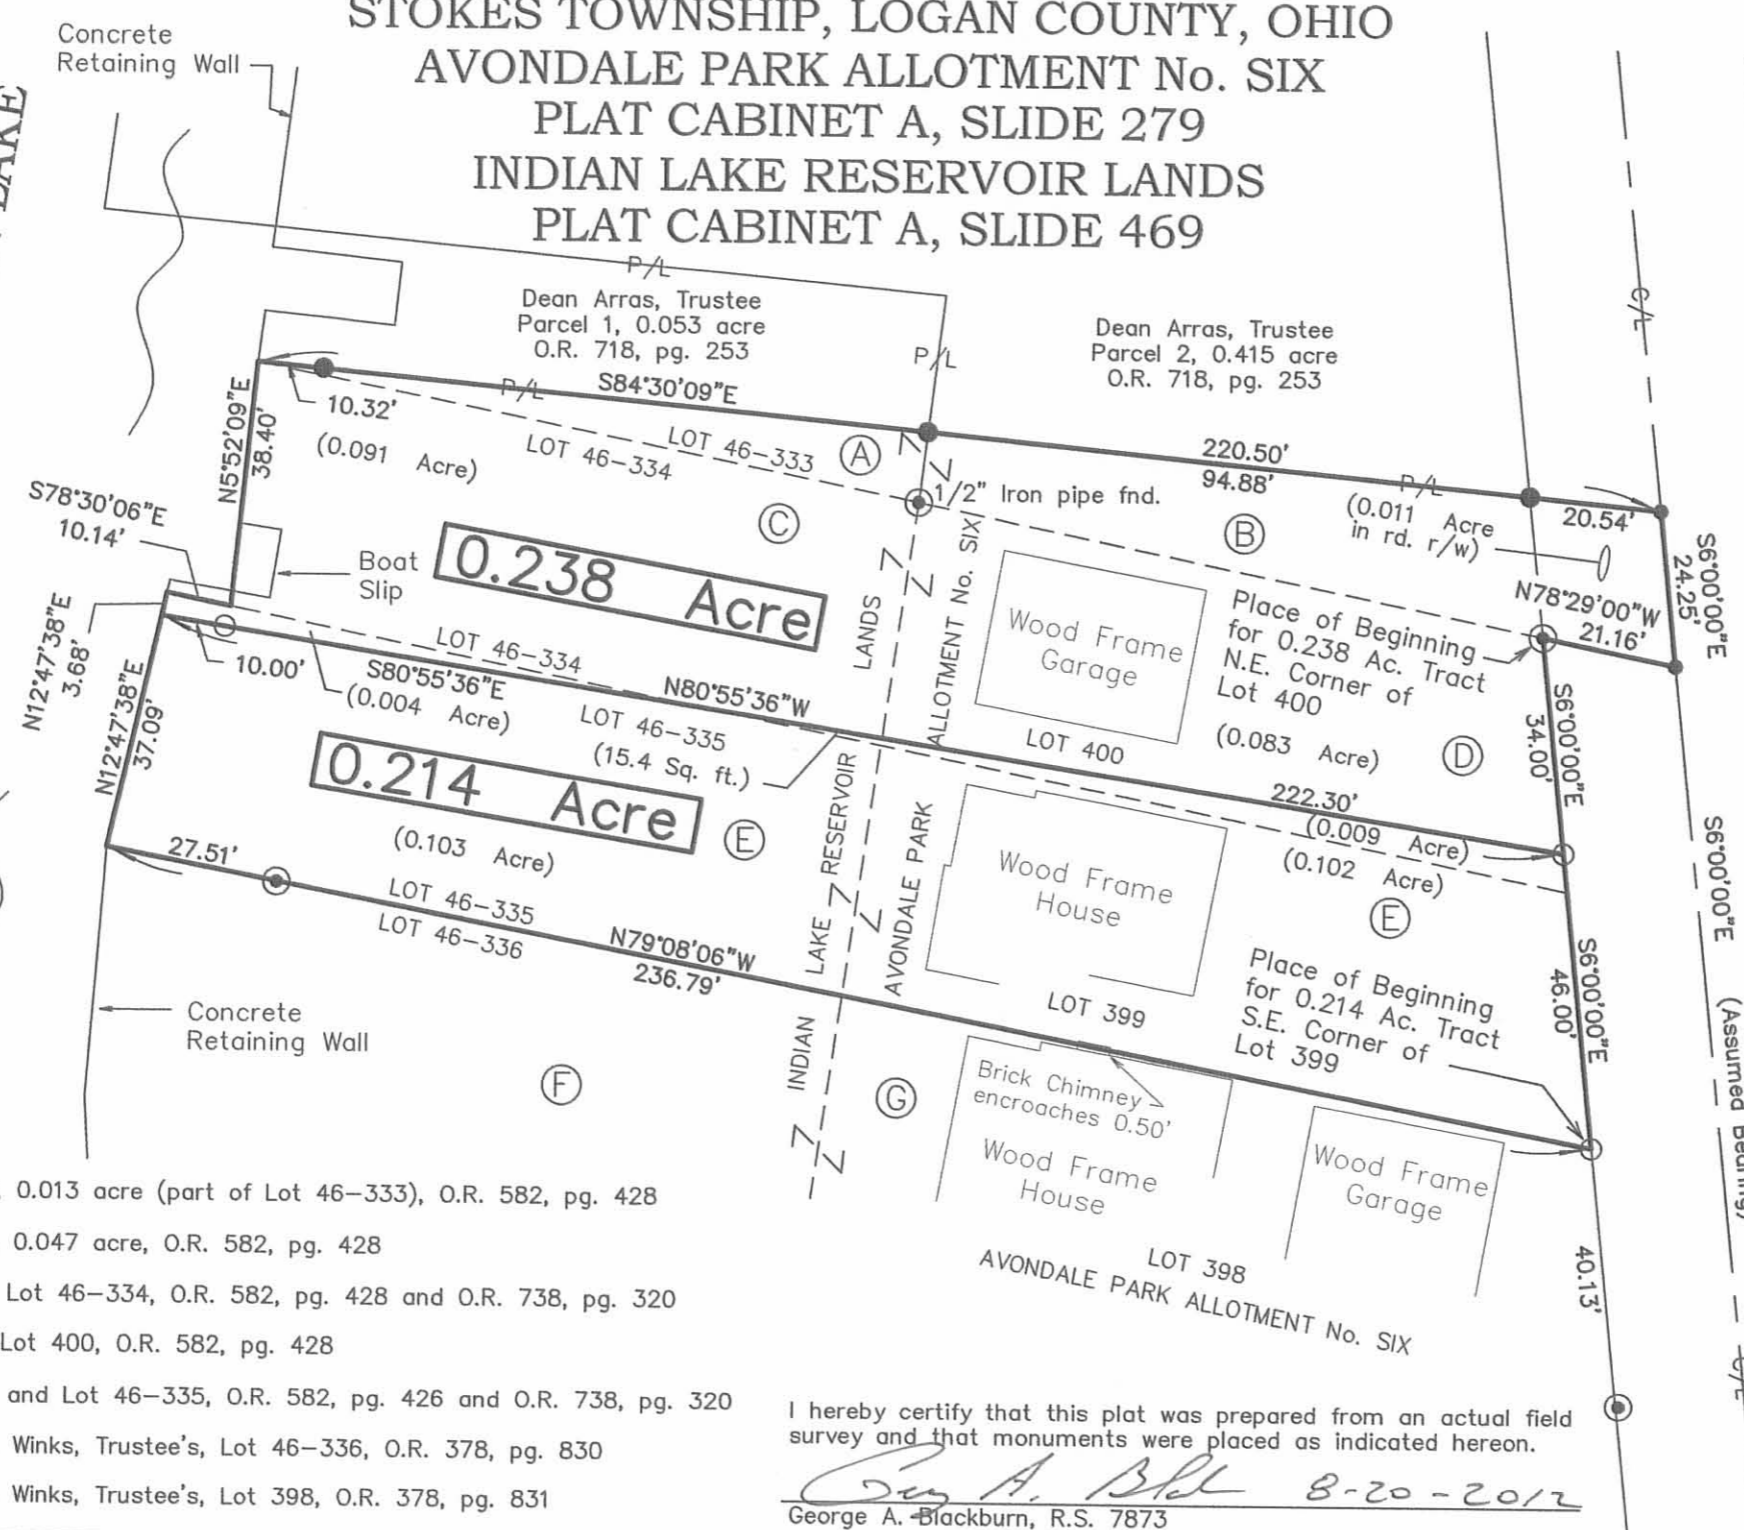 STOKES TOWNSHIP, LOGAN COUNTY, OHIO
AVONDALE PARK ALLOTMENT No. SIX
PLAT CABINET A, SLIDE 279
INDIAN LAKE RESERVOIR LANDS
PLAT CABINET A, SLIDE 469
Concrete
Retaining Wall
LAKE
P/L
Dean Arras, Trustee
Parcel 1, 0.053 acre
O.R. 718, pg. 253
P/L
Dean Arras, Trustee
Parcel 2, 0.415 acre
O.R. 718, pg. 253
C/L
P/L
S84°30'09"E
10.32'
(0.091 Acre)
LOT 46-333
LOT 46-334
A
N5°52'09"E
38.40'
220.50'
94.88'
P/L
20.54'
(0.011 Acre
in rd. r/w)
1/2" Iron pipe fnd.
B
C
S78°30'06"E
10.14'
Boat
Slip
0.238 Acre
S6°00'00"E
24.25'
N78°29'00"W
21.16'
Wood Frame
Garage
Place of Beginning
for 0.238 Ac. Tract
N.E. Corner of
Lot 400
(0.083 Acre)
D
S6°00'00"E
34.00'
N12°47'38"E
3.68'
10.00'
LOT 46-334
S80°55'36"E
(0.004 Acre)
N80°55'36"W
LOT 46-335
(15.4 Sq. ft.)
LOT 400
222.30'
(0.009 Acre)
(0.102 Acre)
E
N12°47'38"E
37.09'
0.214 Acre
(0.103 Acre)
E
27.51'
LOT 46-335
LOT 46-336
N79°08'06"W
236.79'
INDIAN LAKE RESERVOIR LANDS
AVONDALE PARK ALLOTMENT No. SIX
Wood Frame
House
LOT 399
Place of Beginning
for 0.214 Ac. Tract
S.E. Corner of
Lot 399
S6°00'00"E
46.00'
S6°00'00"E
(Assumed Bearing)
Concrete
Retaining Wall
F
G
Brick Chimney
encroaches 0.50'
Wood Frame
House
Wood Frame
Garage
LOT 398
AVONDALE PARK ALLOTMENT No. SIX
40.13'
C/L
0.013 acre (part of Lot 46-333), O.R. 582, pg. 428
0.047 acre, O.R. 582, pg. 428
Lot 46-334, O.R. 582, pg. 428 and O.R. 738, pg. 320
Lot 400, O.R. 582, pg. 428
and Lot 46-335, O.R. 582, pg. 426 and O.R. 738, pg. 320
Winks, Trustee's, Lot 46-336, O.R. 378, pg. 830
Winks, Trustee's, Lot 398, O.R. 378, pg. 831
I hereby certify that this plat was prepared from an actual field
survey and that monuments were placed as indicated hereon.
8-20-2012
George A. Blackburn, R.S. 7873